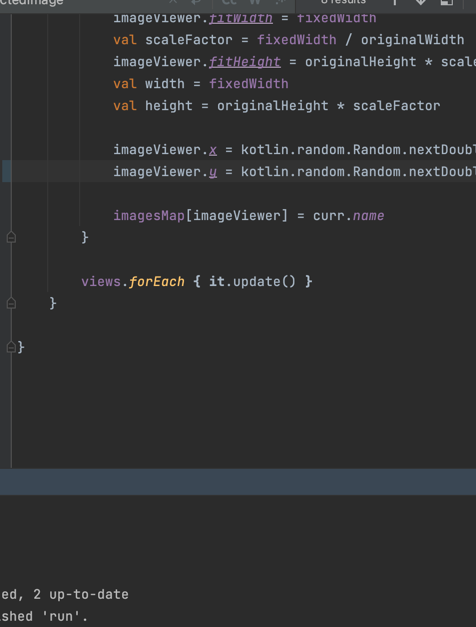 ctedImage
Cc W .* 0 results
imageViewer.fitWidth = fixedWidth
val scaleFactor = fixedWidth / originalWidth
imageViewer.fitHeight = originalHeight * scale
val width = fixedWidth
val height = originalHeight * scaleFactor
imageViewer.x = kotlin.random.Random.nextDoubl
imageViewer.y = kotlin.random.Random.nextDoubl
imagesMap[imageViewer] = curr.name
}
views.forEach { it.update() }
}
}
ed, 2 up-to-date
shed 'run'.